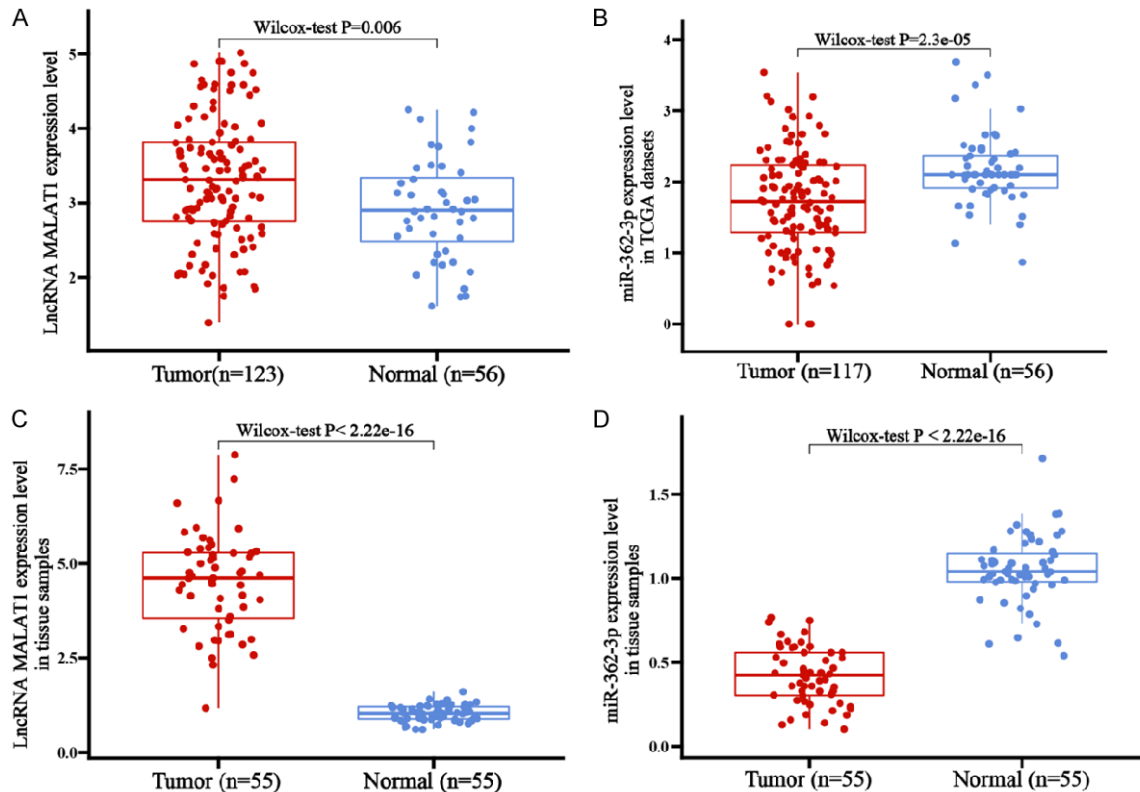 A
Wilcox-test P=0.006
LncRNA MALAT1 expression level
5
4
3
2
Tumor(n=123)
Normal (n=56)
B
Wilcox-test P=2.3e-05
miR-362-3p expression level
in TCGA datasets
4
3
2
1
0
Tumor (n=117)
Normal (n=56)
C
Wilcox-test P< 2.22e-16
LncRNA MALAT1 expression level
in tissue samples
7.5
5.0
2.5
0.0
Tumor (n=55)
Normal (n=55)
D
Wilcox-test P <2.22e-16
miR-362-3p expression level
in tissue samples
1.5
1.0
0.5
0.0
Tumor (n=55)
Normal (n=55)